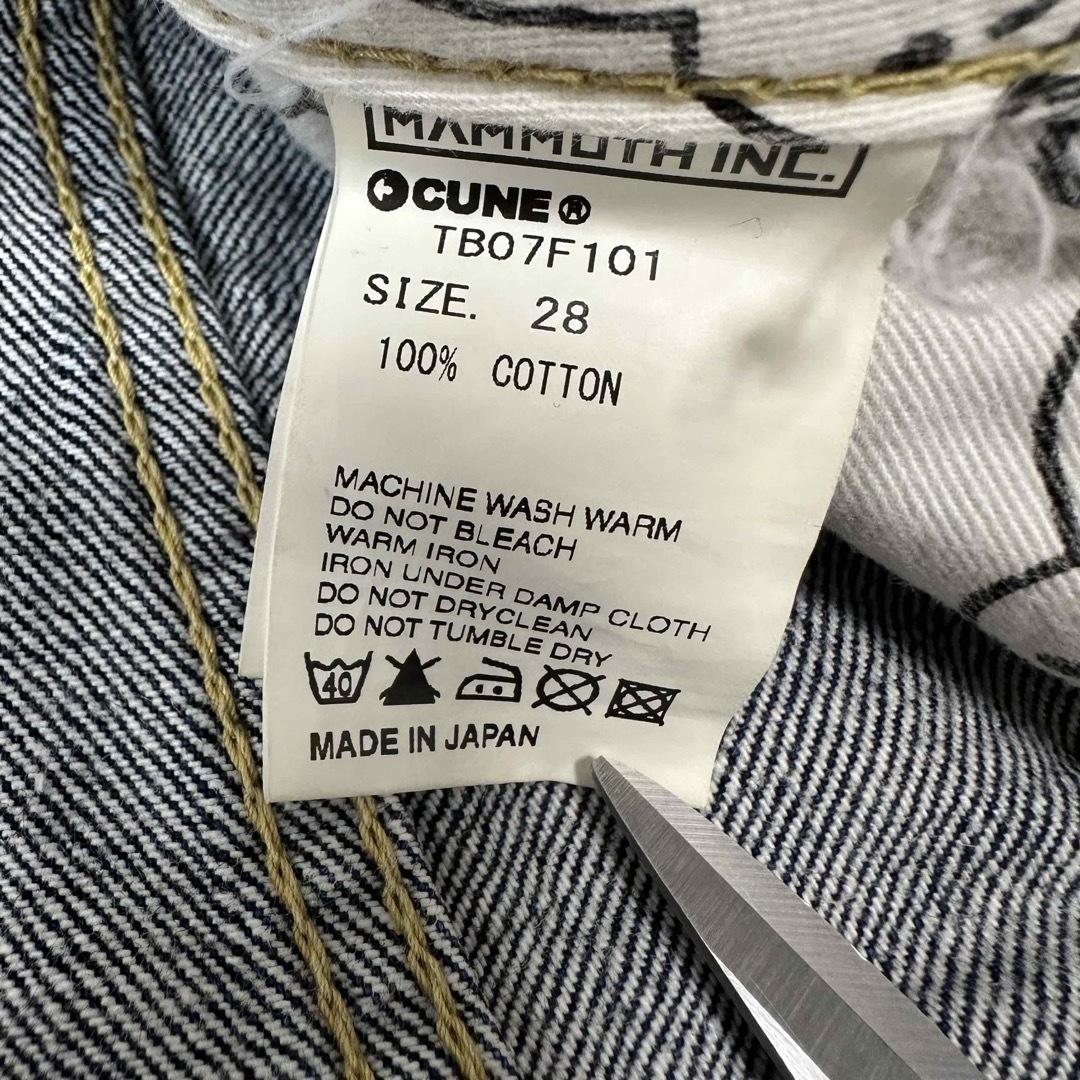 MAMMOTH INC.
CUNE®
TB07F101
SIZE. 28
100% COTTON
MACHINE WASH WARM
DO NOT BLEACH
WARM IRON
IRON UNDER DAMP CLOTH
DO NOT DRYCLEAN
DO NOT TUMBLE DRY
40
MADE IN JAPAN